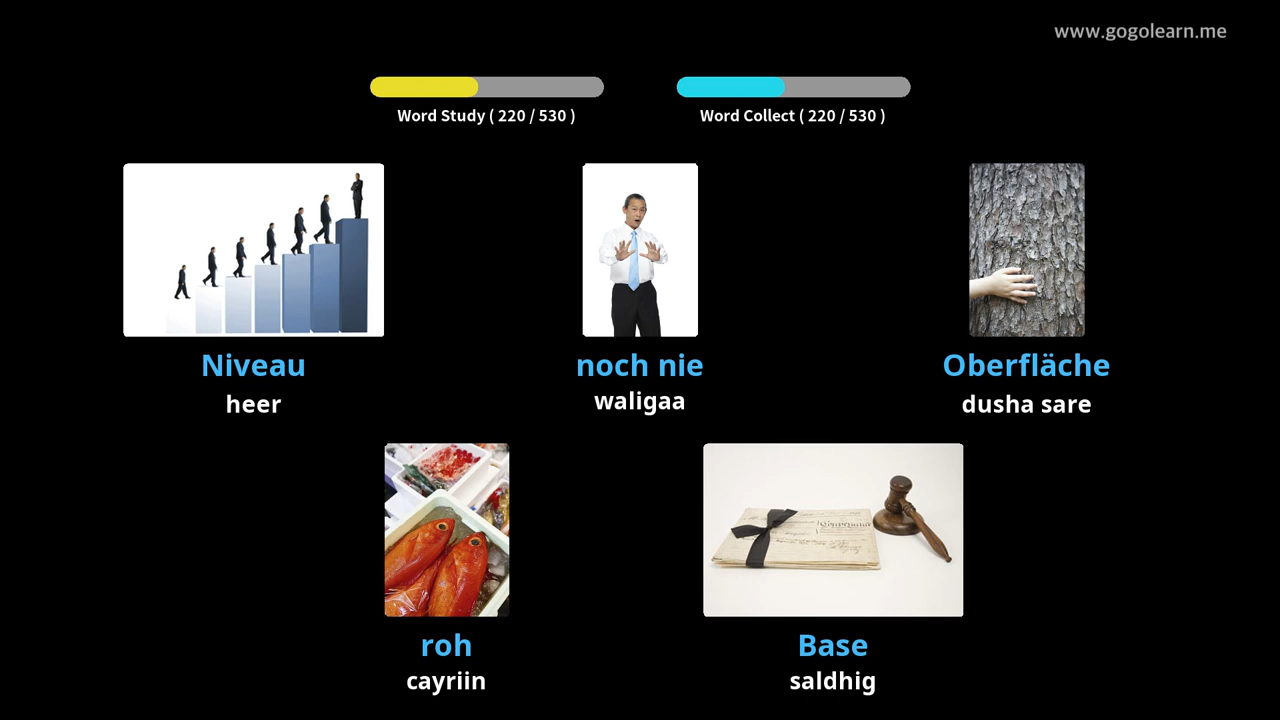 www.gogolearn.me
Word Study ( 220 / 530 )
Word Collect ( 220 / 530 )
Niveau
heer
noch nie
waligaa
Oberfläche
dusha sare
roh
cayriin
Base
saldhig